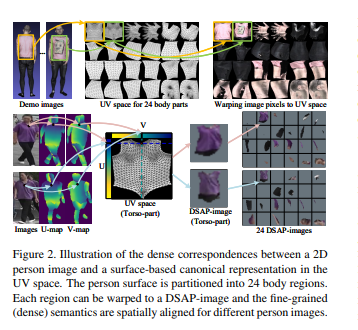 ...
Demo images
UV space for 24 body parts
Warping image pixels to UV space
V
U
Images U-map V-map
UV space
(Torso-part)
DSAP-image
(Torso-part)
24 DSAP-images
Figure 2. Illustration of the dense correspondences between a 2D
person image and a surface-based canonical representation in the
UV space. The person surface is partitioned into 24 body regions.
Each region can be warped to a DSAP-image and the fine-grained
(dense) semantics are spatially aligned for different person images.